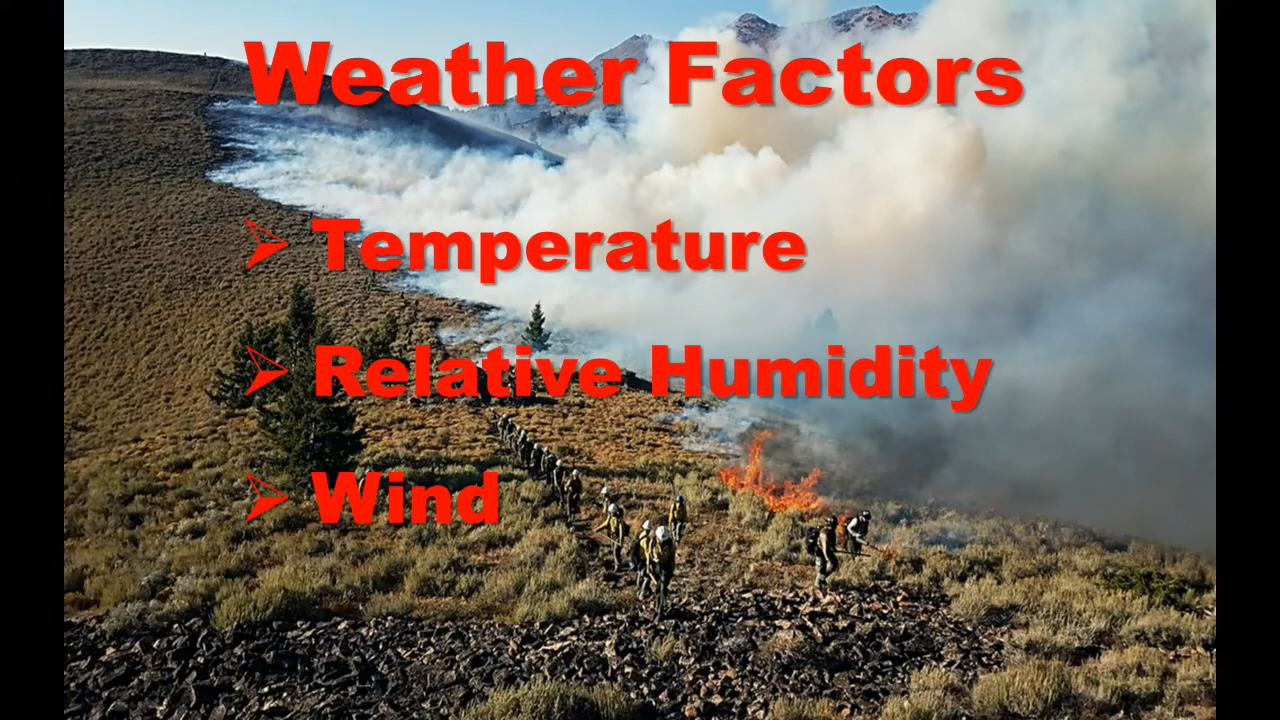 Weather Factors
➢ Temperature
➢ Relative Humidity
➢ Wind